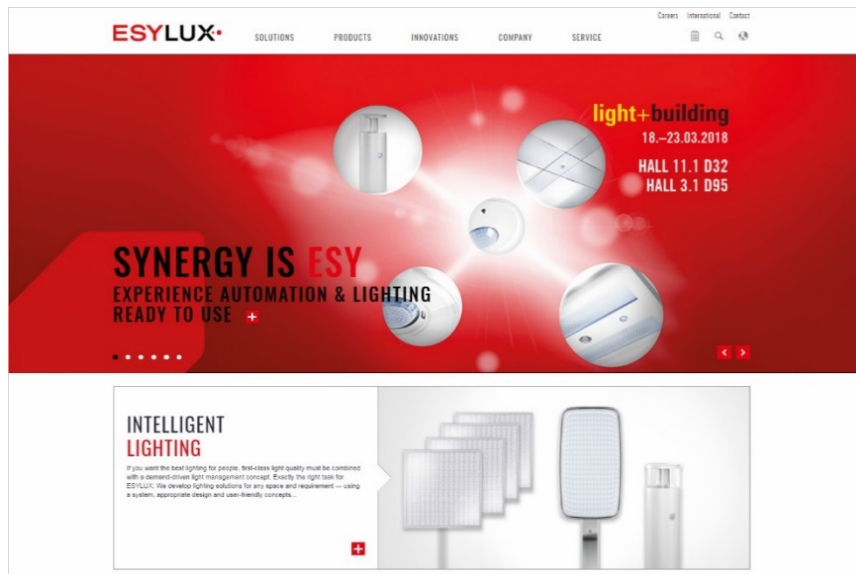 Careers International Contact
ESYLUX
SOLUTIONS PRODUCTS INNOVATIONS COMPANY SERVICE
light+building
18.–23.03.2018
HALL 11.1 D32
HALL 3.1 D95
SYNERGY IS ESY
EXPERIENCE AUTOMATION & LIGHTING
READY TO USE
INTELLIGENT
LIGHTING
If you want the best lighting for people, first-class light quality must be combined
with a demand-driven light management concept. Exactly the right task for
ESYLUX: We develop lighting solutions for any space and requirement — using
a system, appropriate design and user-friendly concepts...